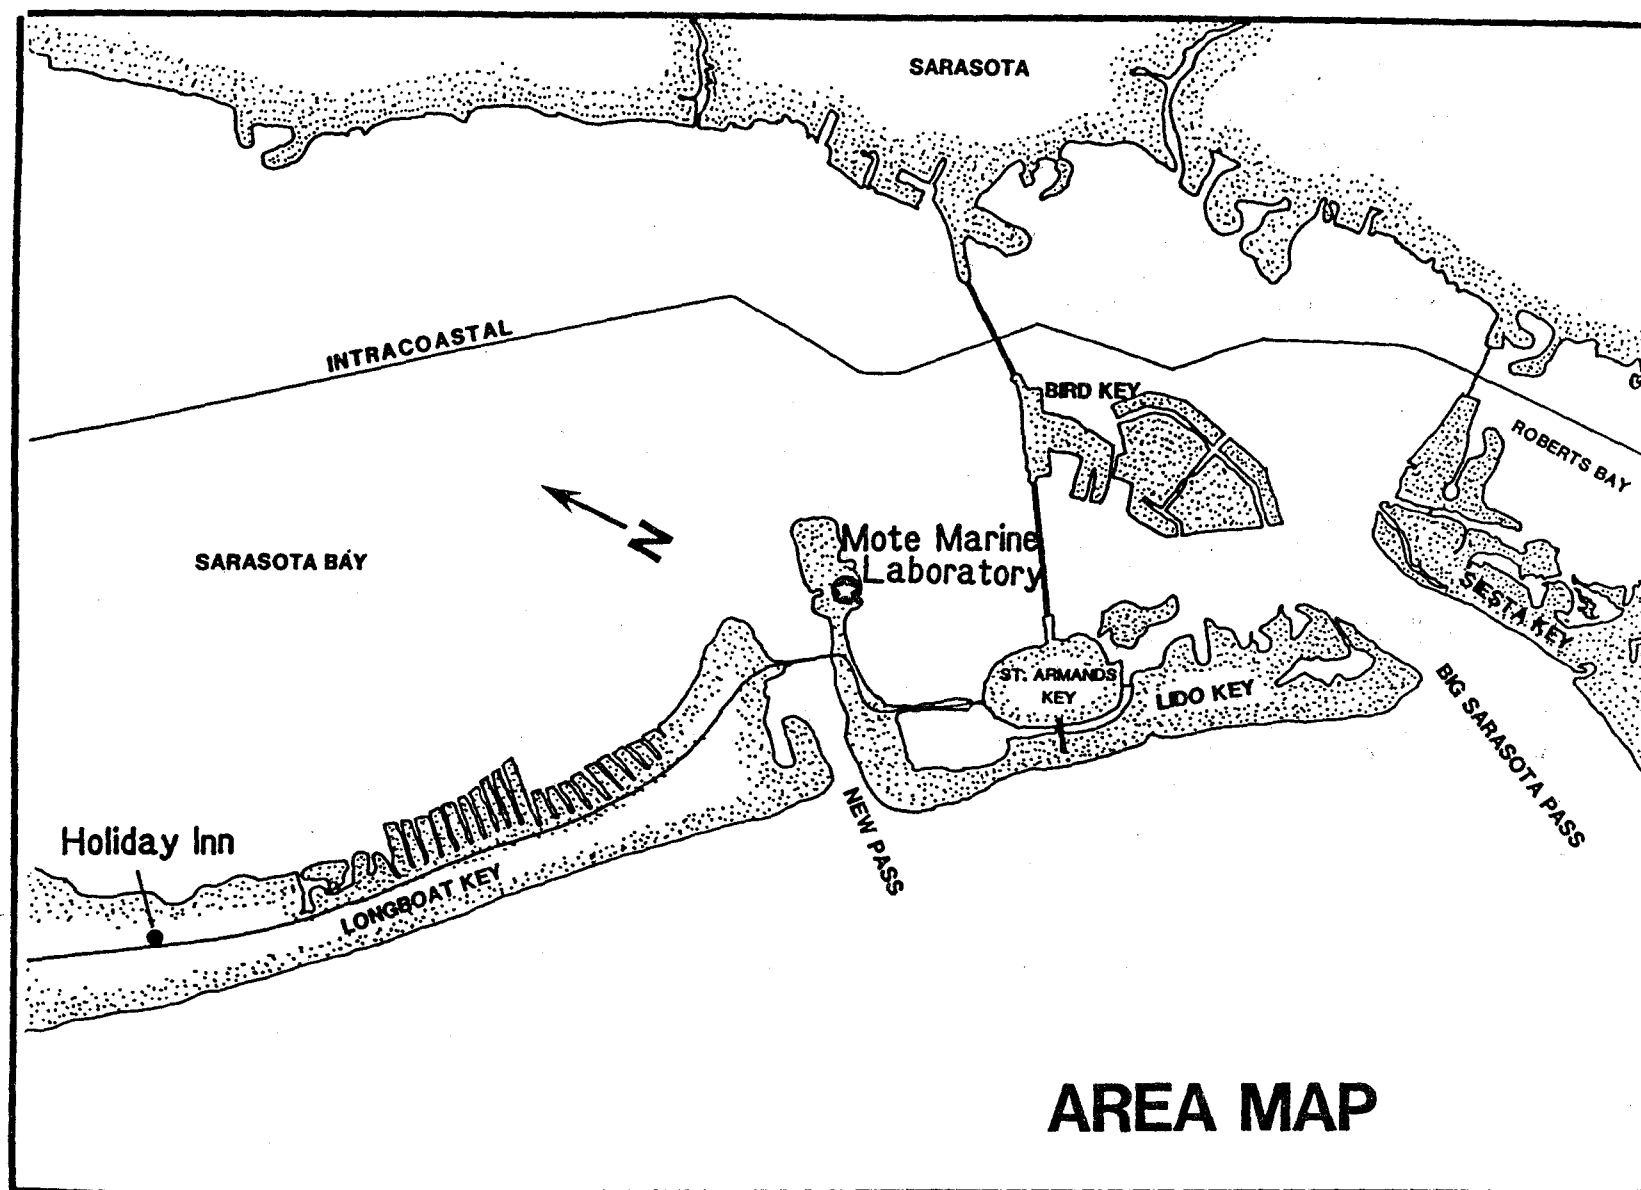 SARASOTA
INTRACOASTAL
BIRD KEY
ROBERTS BAY
N
SARASOTA BAY
Mote Marine
Laboratory
SIESTA KEY
ST. ARMANDS
KEY
LIDO KEY
BIG SARASOTA PASS
NEW PASS
Holiday Inn
LONGBOAT KEY
AREA MAP